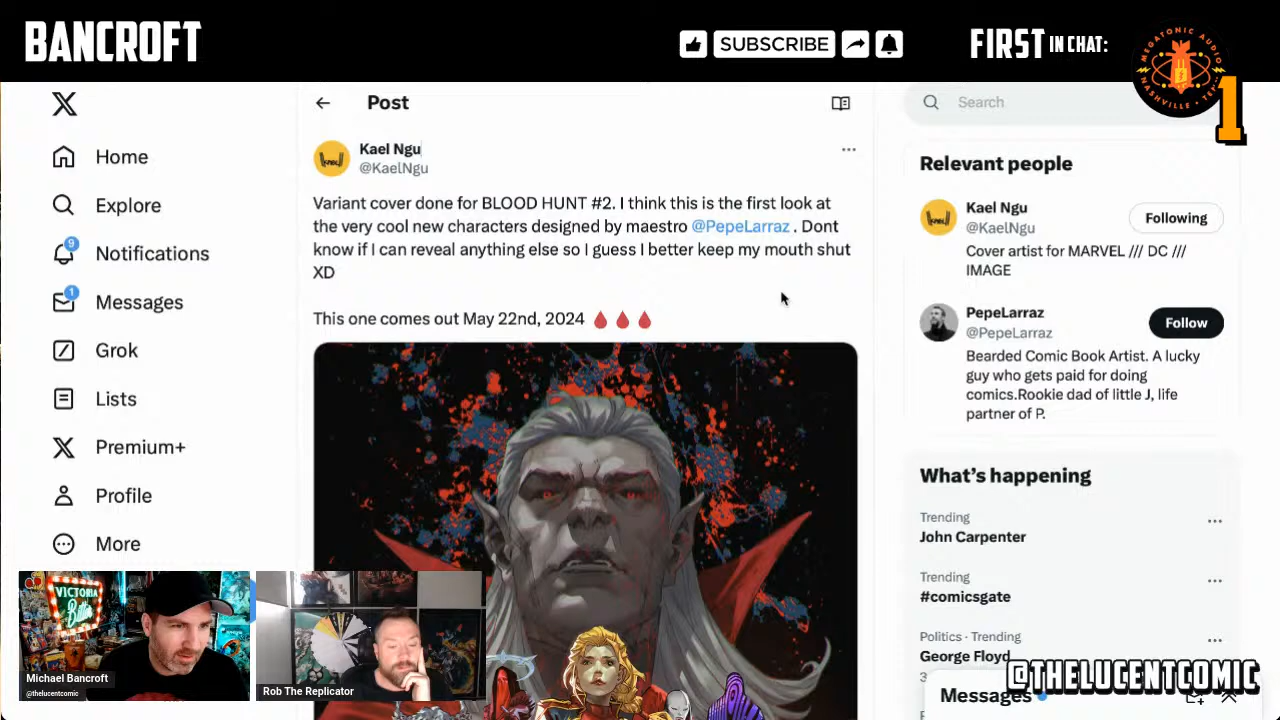 BANCROFT
SUBSCRIBE
FIRST IN CHAT:
MEGATONIC AUDIO
NASHVILLE
1
Post
Search
Home
Explore
9
Notifications
1
Messages
Grok
Lists
Premium+
Profile
More
Kael Ngu
@KaelNgu
Variant cover done for BLOOD HUNT #2. I think this is the first look at
the very cool new characters designed by maestro @PepeLarraz . Dont
know if I can reveal anything else so I guess I better keep my mouth shut
XD
This one comes out May 22nd, 2024
Relevant people
Kael Ngu
@KaelNgu
Following
Cover artist for MARVEL /// DC ///
IMAGE
PepeLarraz
@PepeLarraz
Follow
Bearded Comic Book Artist. A lucky
guy who gets paid for doing
comics.Rookie dad of little J, life
partner of P.
What's happening
Trending
John Carpenter
Trending
#comicsgate
Politics · Trending
George Floyd
@THELUCENTCOMIC
Messages
VICTORIA
Bitter
Michael Bancroft
@thelucentcomic
Rob The Replicator